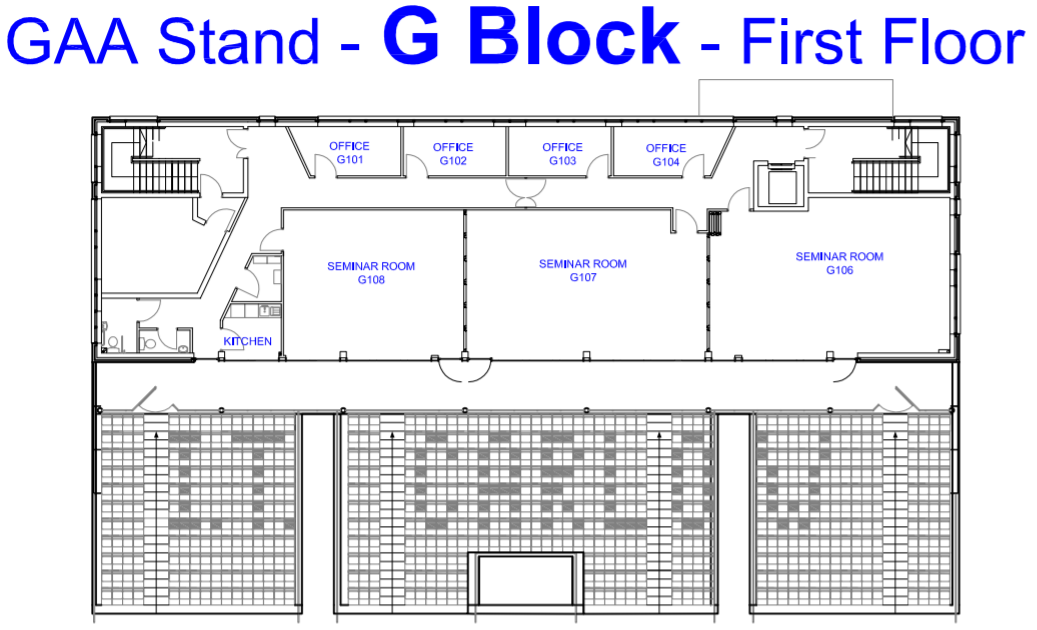 GAA Stand - G Block - First Floor
OFFICE
G101
OFFICE
G102
OFFICE
G103
OFFICE
G104
SEMINAR ROOM
G108
SEMINAR ROOM
G107
SEMINAR ROOM
G106
KITCHEN